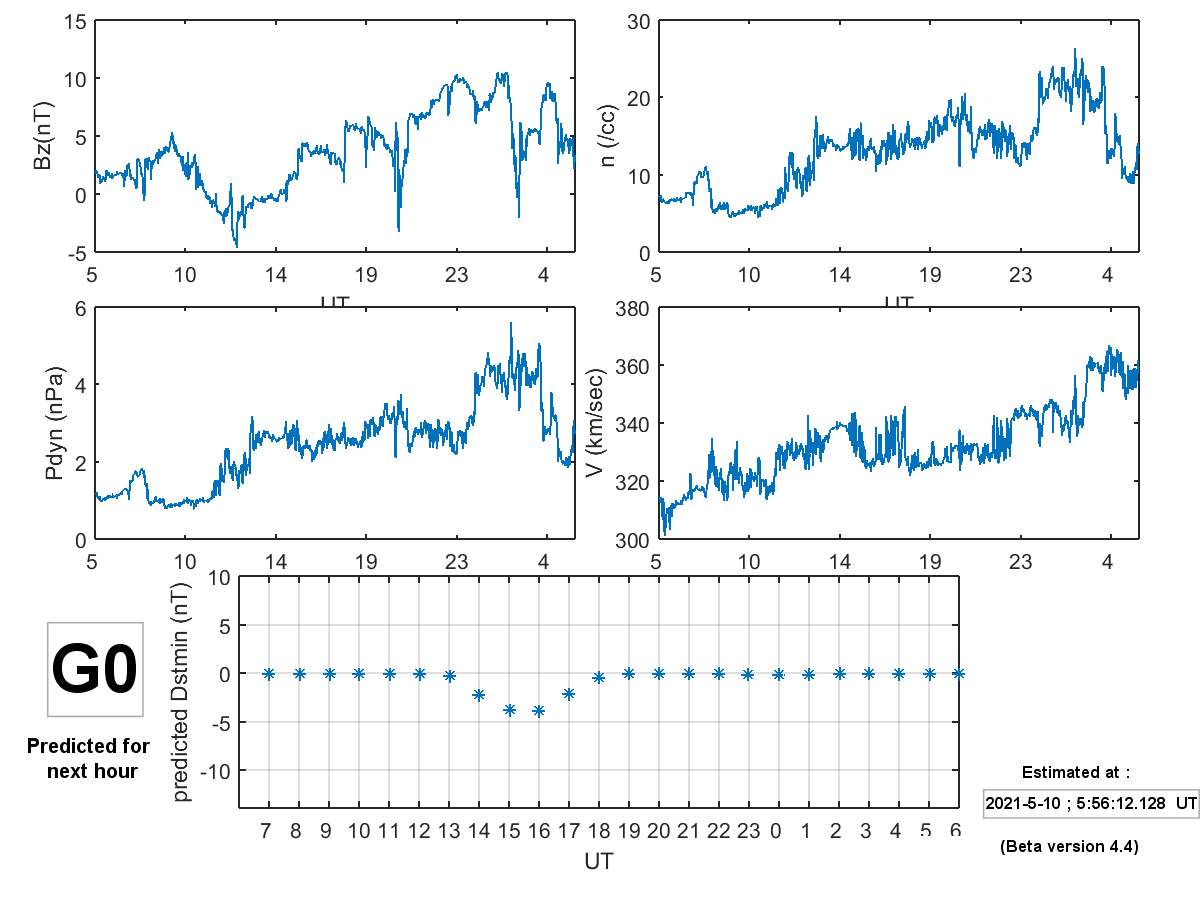 15
10
5
0
-5
Bz(nT)
5 10 14 19 23 4
UT
30
20
10
0
n (/cc)
5 10 14 19 23 4
UT
6
4
2
0
Pdyn (nPa)
5 10 14 19 23 4
380
360
340
320
300
V (km/sec)
5 10 14 19 23 4
10
5
0
-5
-10
predicted Dstmin (nT)
7 8 9 10 11 12 13 14 15 16 17 18 19 20 21 22 23 0 1 2 3 4 5 6
UT
G0
Predicted for
next hour
Estimated at :
2021-5-10 ; 5:56:12.128 UT
(Beta version 4.4)